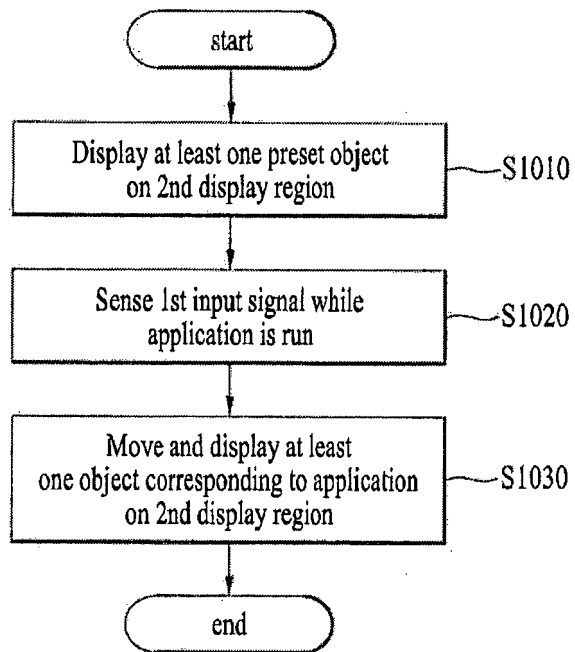 start
Display at least one preset object
on 2nd display region
S1010
Sense 1st input signal while
application is run
S1020
Move and display at least
one object corresponding to application
on 2nd display region
S1030
end